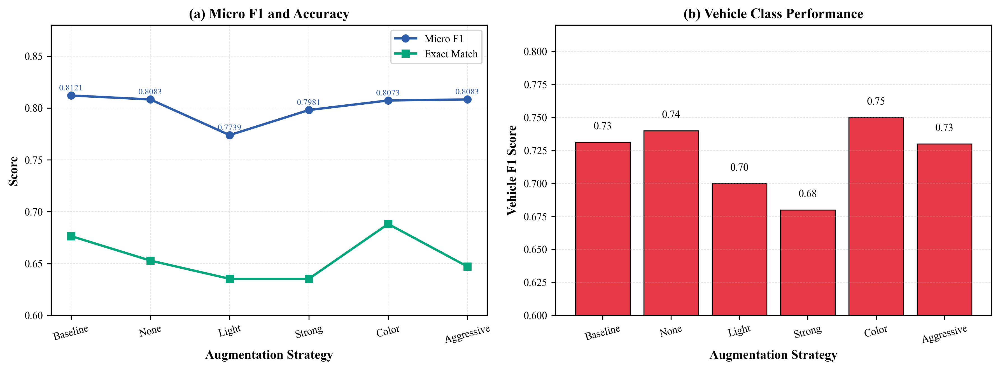 (a) Micro F1 and Accuracy
Micro F1
Exact Match
0.85
0.80
0.75
0.70
0.65
0.60
Score
0.8121
0.8083
0.7739
0.7981
0.8073
0.8083
Baseline
None
Light
Strong
Color
Aggressive
Augmentation Strategy
(b) Vehicle Class Performance
0.800
0.775
0.750
0.725
0.700
0.675
0.650
0.625
0.600
Vehicle F1 Score
0.73
0.74
0.70
0.68
0.75
0.73
Baseline
None
Light
Strong
Color
Aggressive
Augmentation Strategy